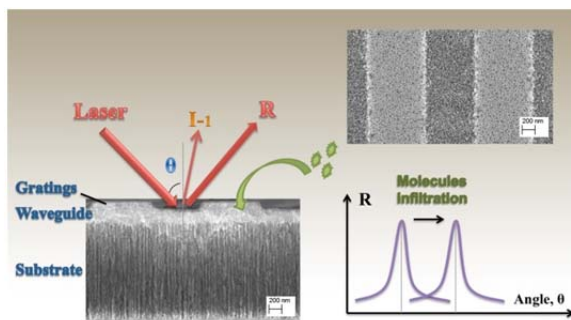 Laser
I-1
R
θ
Gratings
Waveguide
Substrate
200 nm
200 nm
Molecules
Infiltration
R
Angle, θ